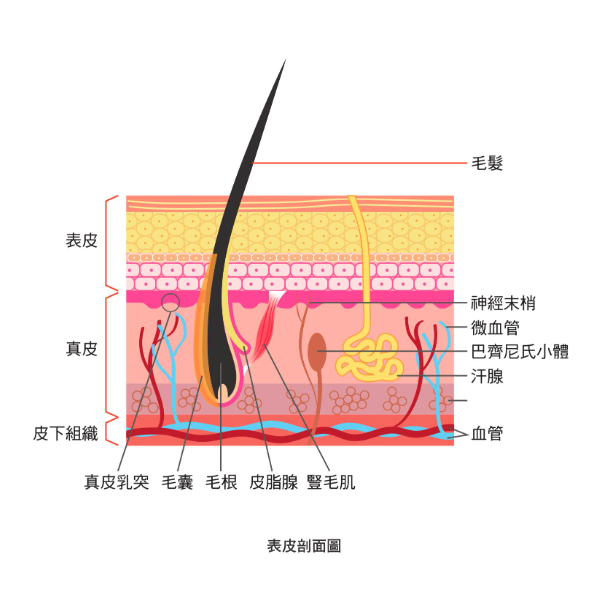 毛髮
表皮
神經末梢
微血管
真皮
巴齊尼氏小體
汗腺
皮下組織
血管
真皮乳突
毛囊
毛根
皮脂腺
豎毛肌
表皮剖面圖